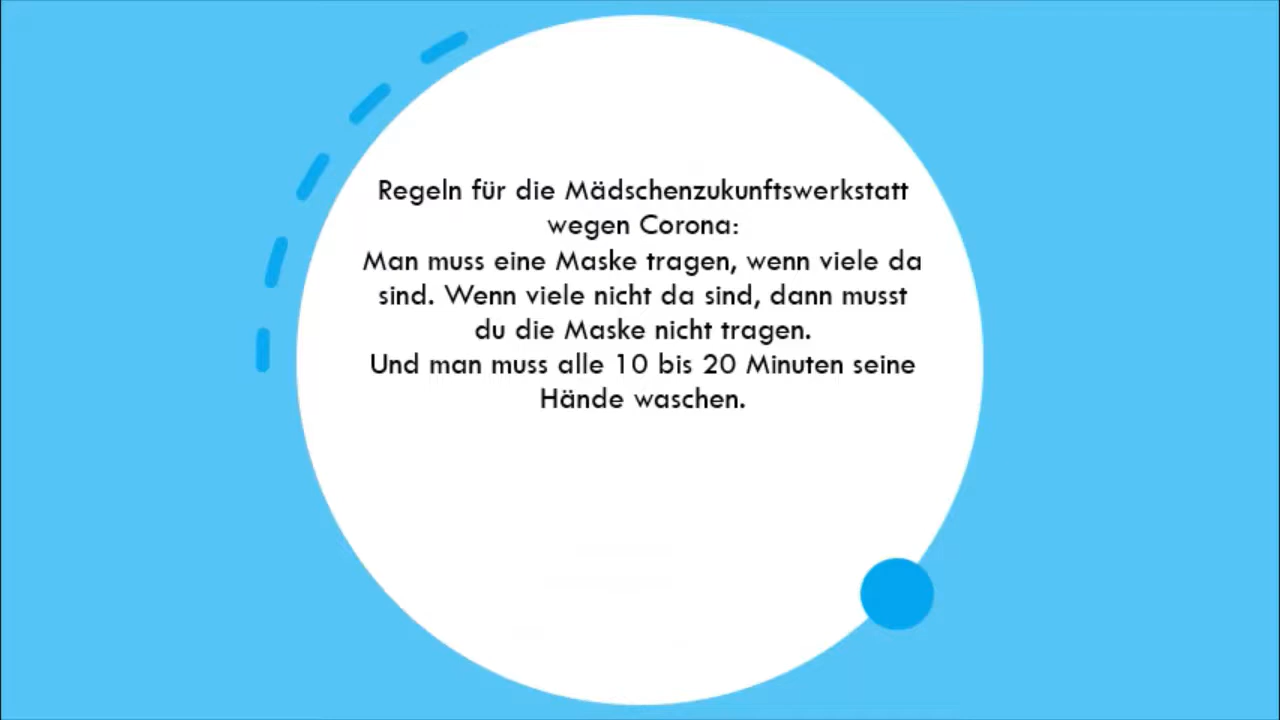 Regeln für die Mädschenzukunftswerkstatt
wegen Corona:
Man muss eine Maske tragen, wenn viele da
sind. Wenn viele nicht da sind, dann musst
du die Maske nicht tragen.
Und man muss alle 10 bis 20 Minuten seine
Hände waschen.